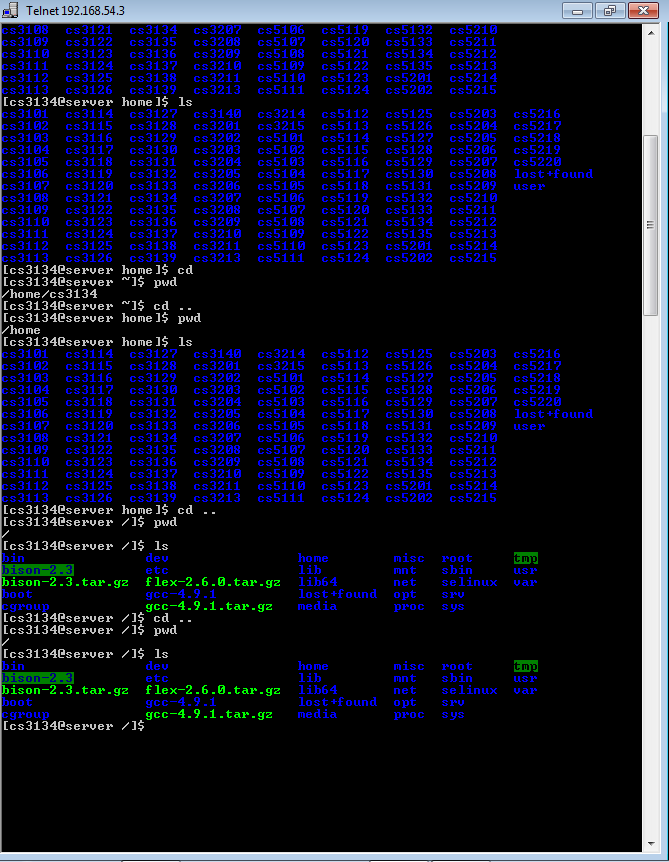 Telnet 192.168.54.3
cs3108 cs3121 cs3134 cs3207 cs5106 cs5119 cs5132 cs5210
cs3109 cs3122 cs3135 cs3208 cs5107 cs5120 cs5133 cs5211
cs3110 cs3123 cs3136 cs3209 cs5108 cs5121 cs5134 cs5212
cs3111 cs3124 cs3137 cs3210 cs5109 cs5122 cs5135 cs5213
cs3112 cs3125 cs3138 cs3211 cs5110 cs5123 cs5201 cs5214
cs3113 cs3126 cs3139 cs3213 cs5111 cs5124 cs5202 cs5215
[cs3134@server home]$ ls
cs3101 cs3114 cs3127 cs3140 cs3214 cs5112 cs5125 cs5203 cs5216
cs3102 cs3115 cs3128 cs3201 cs3215 cs5113 cs5126 cs5204 cs5217
cs3103 cs3116 cs3129 cs3202 cs5101 cs5114 cs5127 cs5205 cs5218
cs3104 cs3117 cs3130 cs3203 cs5102 cs5115 cs5128 cs5206 cs5219
cs3105 cs3118 cs3131 cs3204 cs5103 cs5116 cs5129 cs5207 cs5220
cs3106 cs3119 cs3132 cs3205 cs5104 cs5117 cs5130 cs5208 lost+found
cs3107 cs3120 cs3133 cs3206 cs5105 cs5118 cs5131 cs5209 user
cs3108 cs3121 cs3134 cs3207 cs5106 cs5119 cs5132 cs5210
cs3109 cs3122 cs3135 cs3208 cs5107 cs5120 cs5133 cs5211
cs3110 cs3123 cs3136 cs3209 cs5108 cs5121 cs5134 cs5212
cs3111 cs3124 cs3137 cs3210 cs5109 cs5122 cs5135 cs5213
cs3112 cs3125 cs3138 cs3211 cs5110 cs5123 cs5201 cs5214
cs3113 cs3126 cs3139 cs3213 cs5111 cs5124 cs5202 cs5215
[cs3134@server home]$ cd
[cs3134@server ~]$ pwd
/home/cs3134
[cs3134@server ~]$ cd ..
[cs3134@server home]$ pwd
/home
[cs3134@server home]$ ls
cs3101 cs3114 cs3127 cs3140 cs3214 cs5112 cs5125 cs5203 cs5216
cs3102 cs3115 cs3128 cs3201 cs3215 cs5113 cs5126 cs5204 cs5217
cs3103 cs3116 cs3129 cs3202 cs5101 cs5114 cs5127 cs5205 cs5218
cs3104 cs3117 cs3130 cs3203 cs5102 cs5115 cs5128 cs5206 cs5219
cs3105 cs3118 cs3131 cs3204 cs5103 cs5116 cs5129 cs5207 cs5220
cs3106 cs3119 cs3132 cs3205 cs5104 cs5117 cs5130 cs5208 lost+found
cs3107 cs3120 cs3133 cs3206 cs5105 cs5118 cs5131 cs5209 user
cs3108 cs3121 cs3134 cs3207 cs5106 cs5119 cs5132 cs5210
cs3109 cs3122 cs3135 cs3208 cs5107 cs5120 cs5133 cs5211
cs3110 cs3123 cs3136 cs3209 cs5108 cs5121 cs5134 cs5212
cs3111 cs3124 cs3137 cs3210 cs5109 cs5122 cs5135 cs5213
cs3112 cs3125 cs3138 cs3211 cs5110 cs5123 cs5201 cs5214
cs3113 cs3126 cs3139 cs3213 cs5111 cs5124 cs5202 cs5215
[cs3134@server home]$ cd ..
[cs3134@server /]$ pwd
/
[cs3134@server /]$ ls
bin dev home misc root tmp
bison-2.3 etc lib mnt sbin usr
bison-2.3.tar.gz flex-2.6.0.tar.gz lib64 net selinux var
boot gcc-4.9.1 lost+found opt srv
cgroup gcc-4.9.1.tar.gz media proc sys
[cs3134@server /]$ cd ..
[cs3134@server /]$ pwd
/
[cs3134@server /]$ ls
bin dev home misc root tmp
bison-2.3 etc lib mnt sbin usr
bison-2.3.tar.gz flex-2.6.0.tar.gz lib64 net selinux var
boot gcc-4.9.1 lost+found opt srv
cgroup gcc-4.9.1.tar.gz media proc sys
[cs3134@server /]$